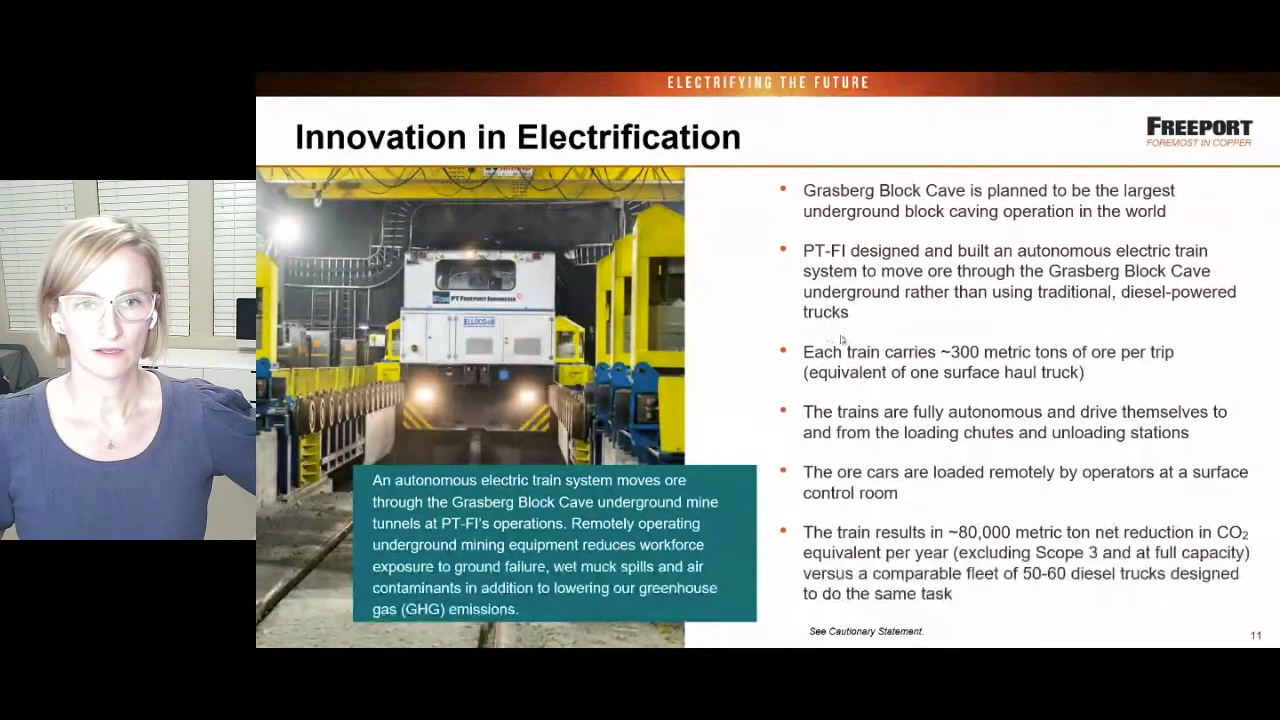 ELECTRIFYING THE FUTURE
Innovation in Electrification
FREEPORT
FOREMOST IN COPPER
PT FREEPORT INDONESIA
An autonomous electric train system moves ore
through the Grasberg Block Cave underground mine
tunnels at PT-FI's operations. Remotely operating
underground mining equipment reduces workforce
exposure to ground failure, wet muck spills and air
contaminants in addition to lowering our greenhouse
gas (GHG) emissions.
• Grasberg Block Cave is planned to be the largest
underground block caving operation in the world
• PT-FI designed and built an autonomous electric train
system to move ore through the Grasberg Block Cave
underground rather than using traditional, diesel-powered
trucks
• Each train carries ~300 metric tons of ore per trip
(equivalent of one surface haul truck)
• The trains are fully autonomous and drive themselves to
and from the loading chutes and unloading stations
• The ore cars are loaded remotely by operators at a surface
control room
• The train results in ~80,000 metric ton net reduction in CO₂
equivalent per year (excluding Scope 3 and at full capacity)
versus a comparable fleet of 50-60 diesel trucks designed
to do the same task
See Cautionary Statement.
11